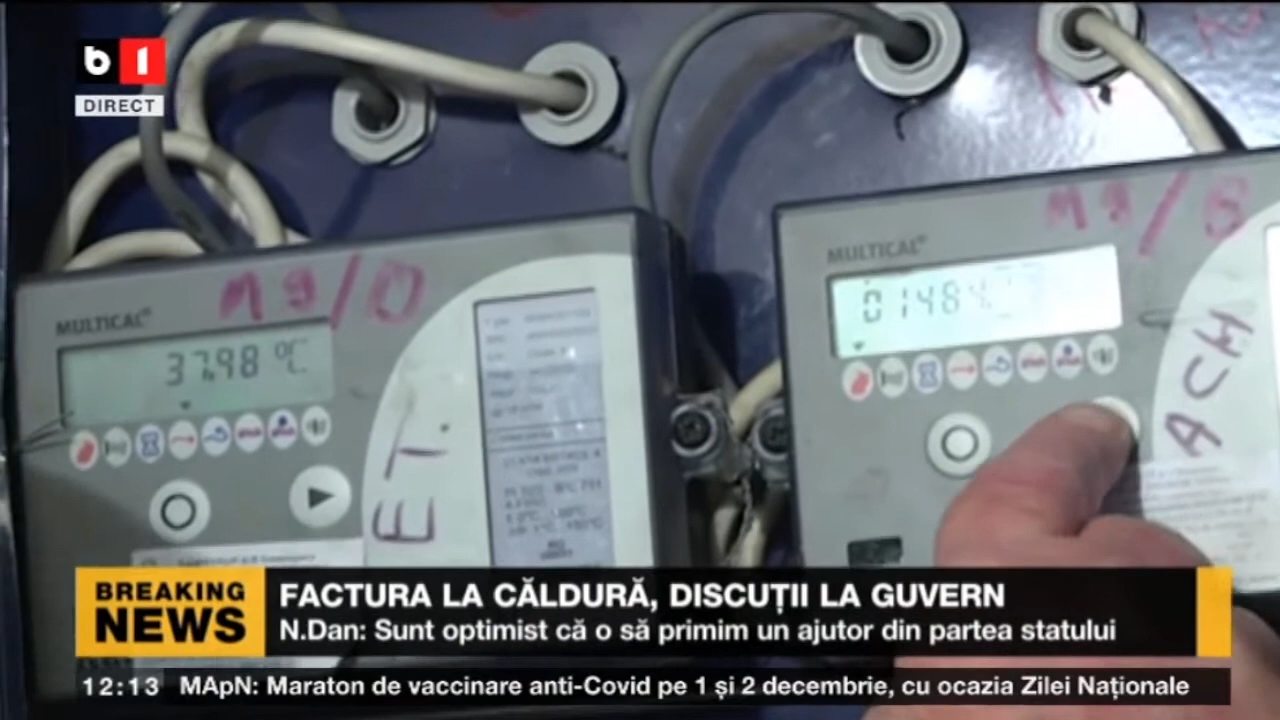 b1
DIRECT
M9/O
MULTICAL
37,98 °C
ET.
M9/B
MULTICAL
01484
ACH
BREAKING
NEWS
FACTURA LA CĂLDURĂ, DISCUȚII LA GUVERN
N.Dan: Sunt optimist că o să primim un ajutor din partea statului
12:13 MApN: Maraton de vaccinare anti-Covid pe 1 și 2 decembrie, cu ocazia Zilei Naționale